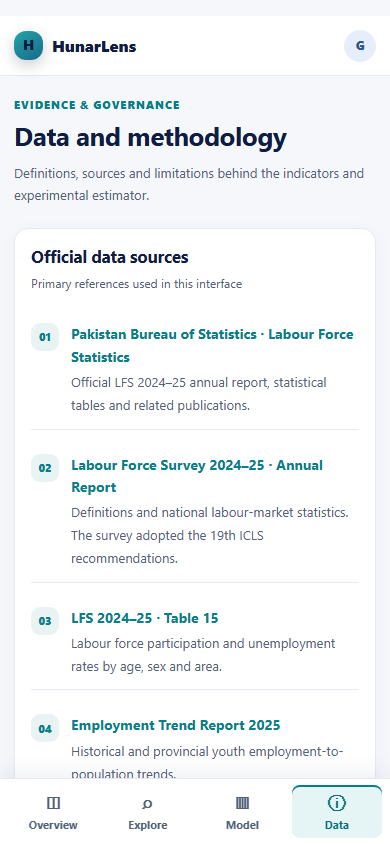 H HunarLens G
EVIDENCE & GOVERNANCE
Data and methodology
Definitions, sources and limitations behind the indicators and
experimental estimator.
Official data sources
Primary references used in this interface
01 Pakistan Bureau of Statistics · Labour Force
Statistics
Official LFS 2024–25 annual report, statistical
tables and related publications.
02 Labour Force Survey 2024–25 · Annual
Report
Definitions and national labour-market statistics.
The survey adopted the 19th ICLS
recommendations.
03 LFS 2024–25 · Table 15
Labour force participation and unemployment
rates by age, sex and area.
04 Employment Trend Report 2025
Historical and provincial youth employment-to-
population trends.
Overview Explore Model Data